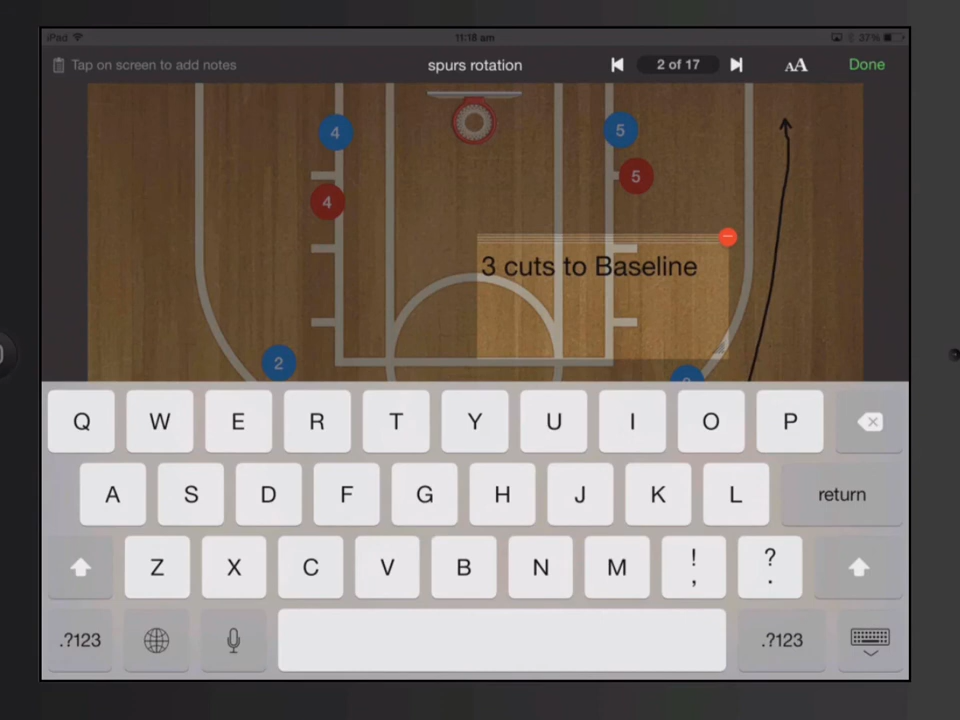 iPad 11:18 am 37%
Tap on screen to add notes spurs rotation 2 of 17 AA Done
4 5
5
4
3 cuts to Baseline
2
Q W E R T Y U I O P
A S D F G H J K L return
Z X C V B N M ! , ? .
.?123 .?123